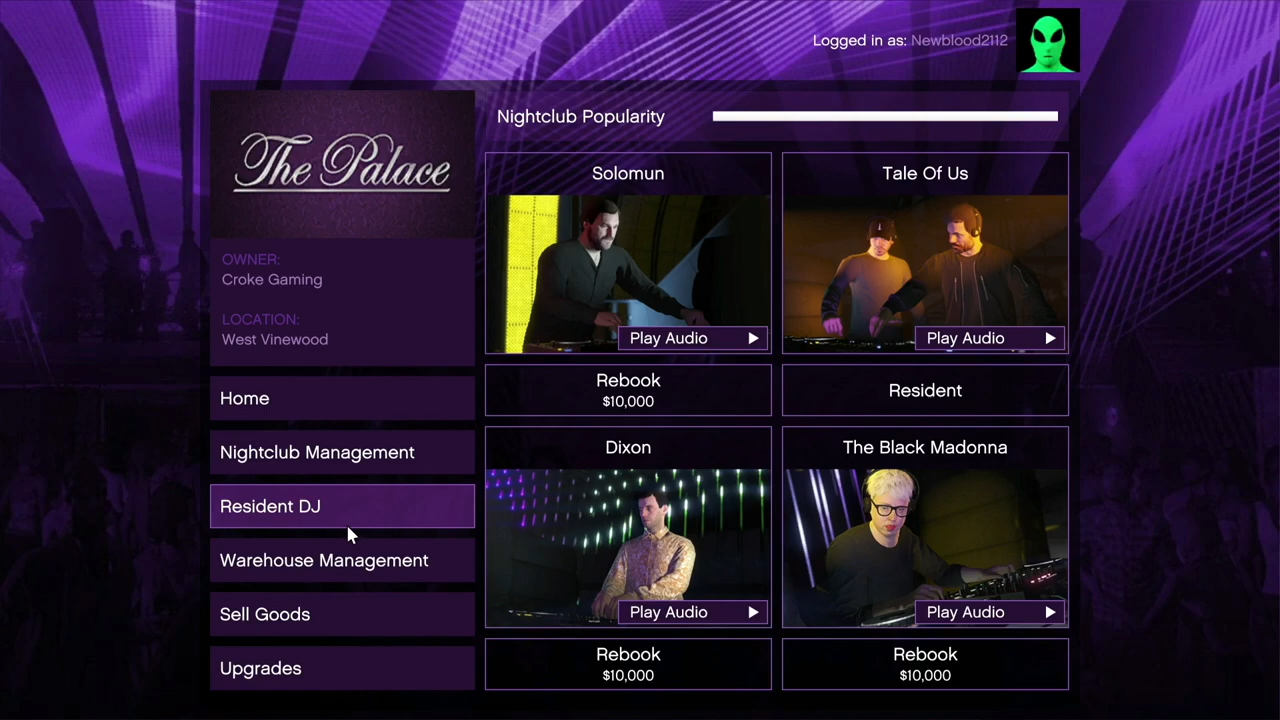 Logged in as: Newblood2112
The Palace
OWNER:
Croke Gaming
LOCATION:
West Vinewood
Home
Nightclub Management
Resident DJ
Warehouse Management
Sell Goods
Upgrades
Nightclub Popularity
Solomun
Play Audio
Rebook
$10,000
Tale Of Us
Play Audio
Resident
Dixon
Play Audio
Rebook
$10,000
The Black Madonna
Play Audio
Rebook
$10,000